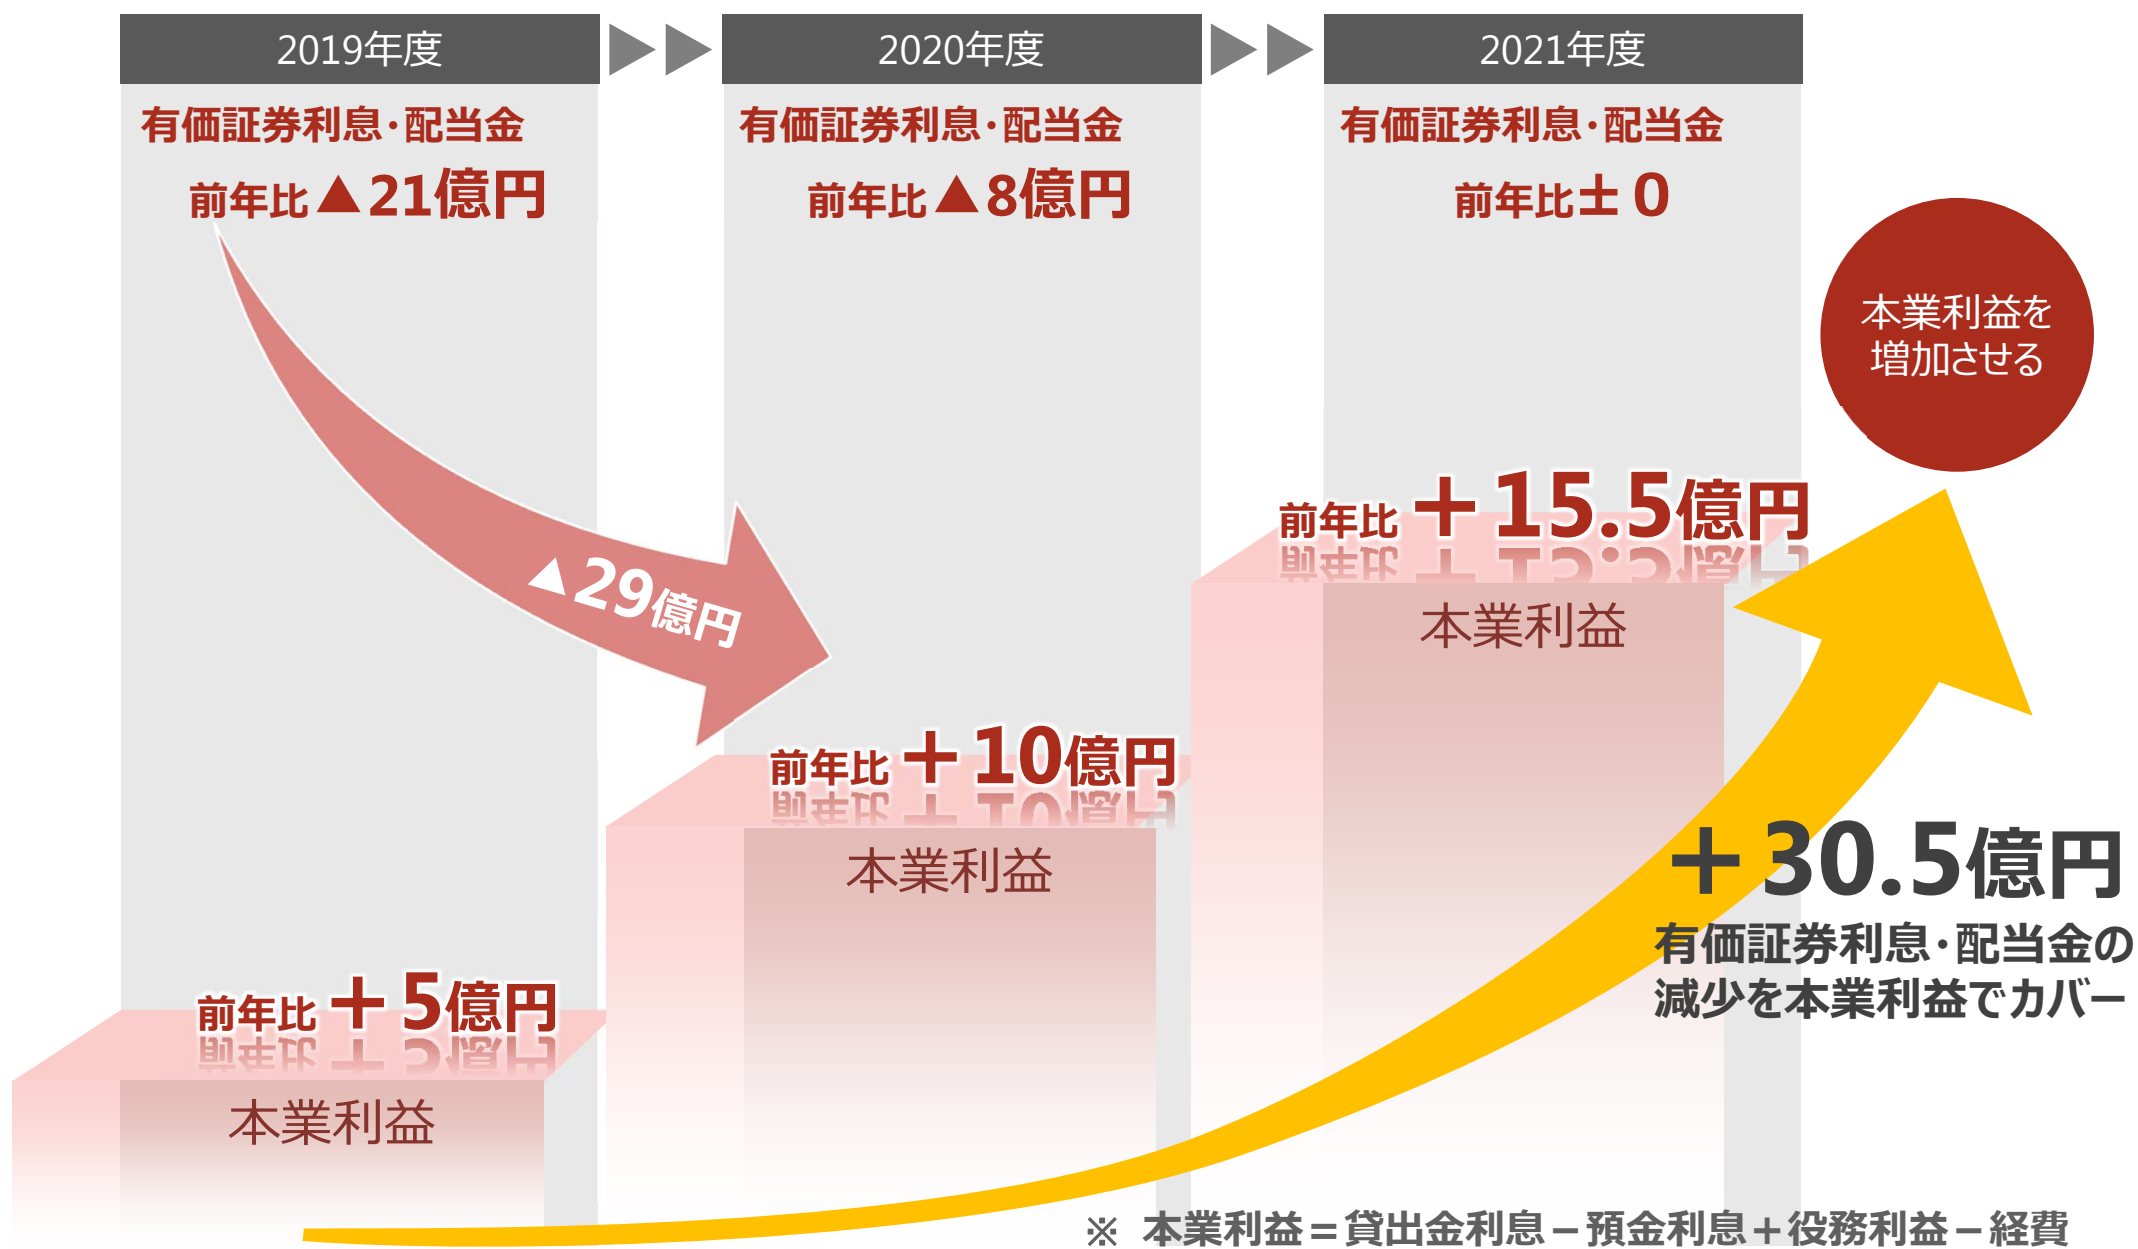 2019年度
2020年度
2021年度
有価証券利息･配当金
前年比▲21億円
有価証券利息･配当金
前年比▲8億円
有価証券利息･配当金
前年比±0
本業利益を
増加させる
▲29億円
前年比＋15.5億円
本業利益
前年比＋10億円
本業利益
＋30.5億円
有価証券利息･配当金の
減少を本業利益でカバー
前年比＋5億円
本業利益
※ 本業利益＝貸出金利息－預金利息＋役務利益－経費